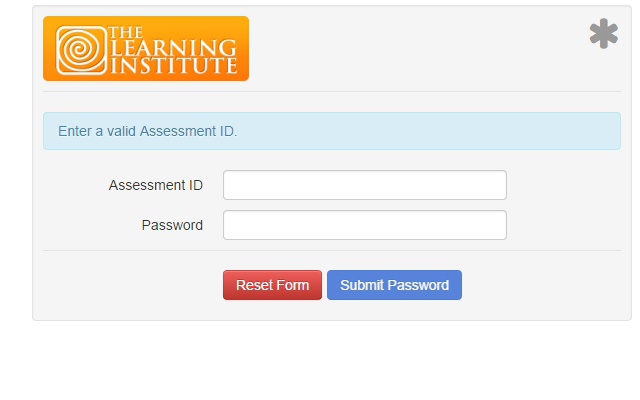 THE
LEARNING
INSTITUTE
Enter a valid Assessment ID.
Assessment ID
Password
Reset Form Submit Password